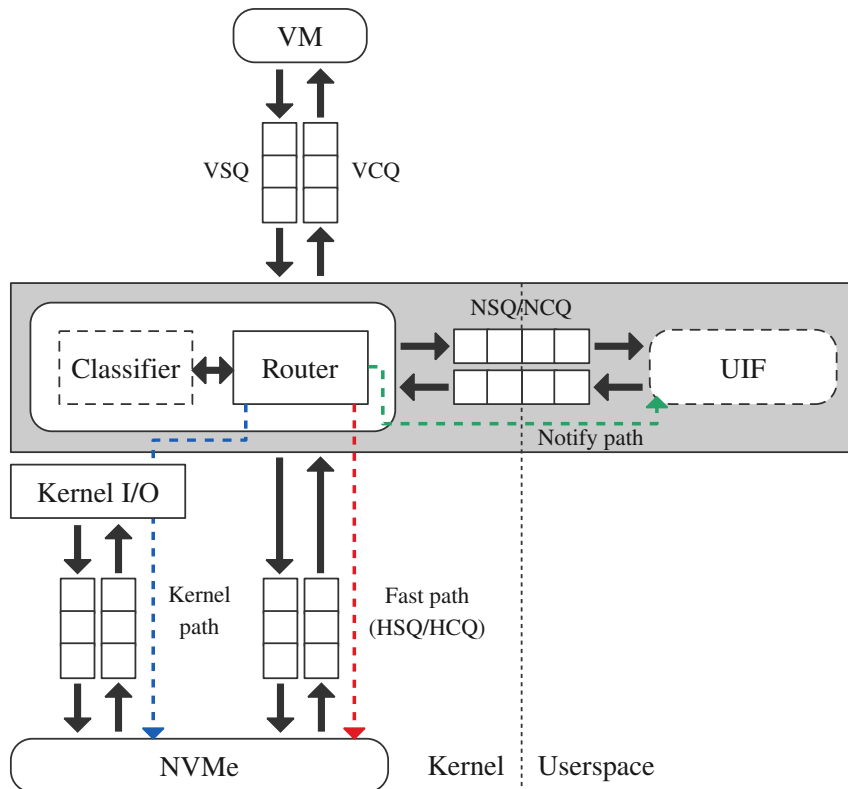 VM
VSQ
VCQ
NSQ/NCQ
Classifier
Router
UIF
Notify path
Kernel I/O
Kernel
path
Fast path
(HSQ/HCQ)
NVMe
Kernel
Userspace